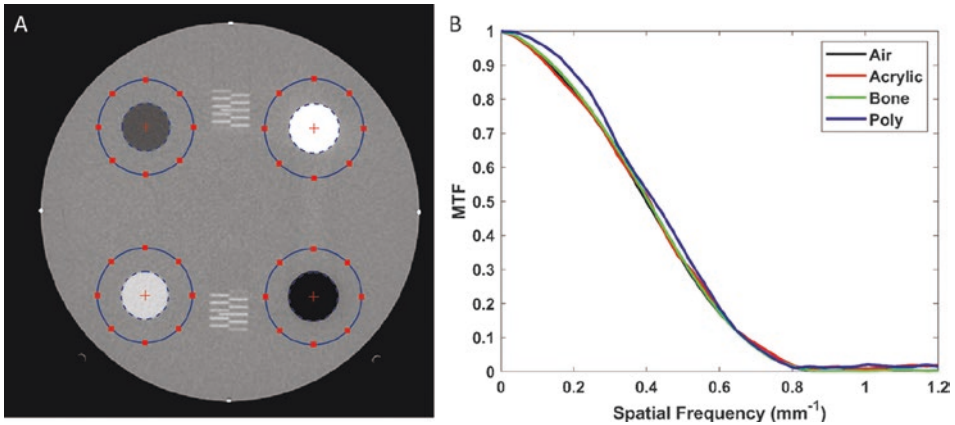 A
B
Air
Acrylic
Bone
Poly
1
0.9
0.8
0.7
0.6
0.5
0.4
0.3
0.2
0.1
0
MTF
0 0.2 0.4 0.6 0.8 1 1.2
Spatial Frequency (mm⁻¹)